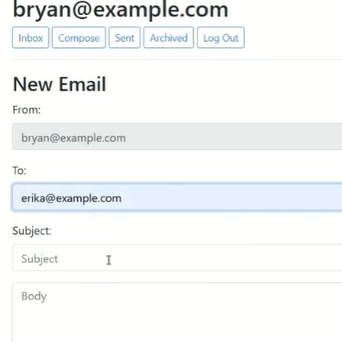 bryan@example.com
Inbox Compose Sent Archived Log Out
New Email
From:
bryan@example.com
To:
erika@example.com
Subject:
Subject
Body